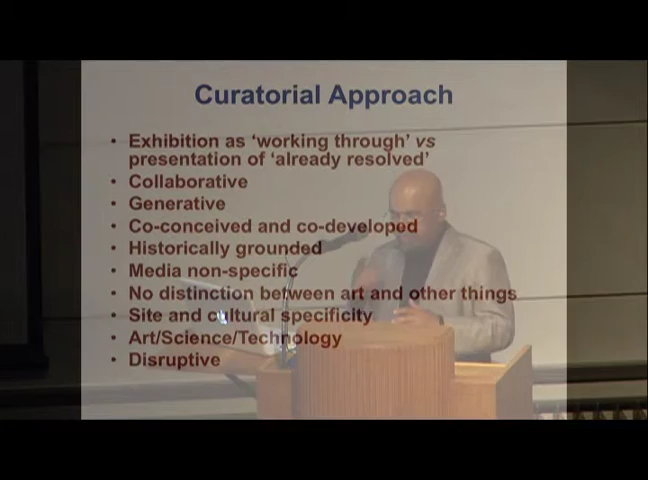 Curatorial Approach
• Exhibition as ‘working through’ vs
presentation of ‘already resolved’
• Collaborative
• Generative
• Co-conceived and co-developed
• Historically grounded
• Media non-specific
• No distinction between art and other things
• Site and cultural specificity
• Art/Science/Technology
• Disruptive